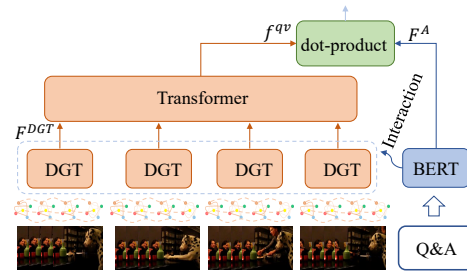 f^{qv}
dot-product
F^A
Transformer
Interaction
F^{DGT}
DGT DGT DGT DGT
BERT
Q&A